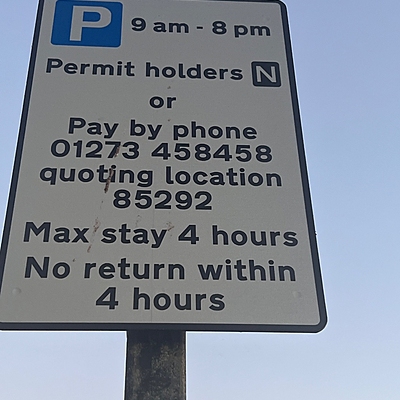 P 9 am - 8 pm
Permit holders N
or
Pay by phone
01273 458458
quoting location
85292
Max stay 4 hours
No return within
4 hours